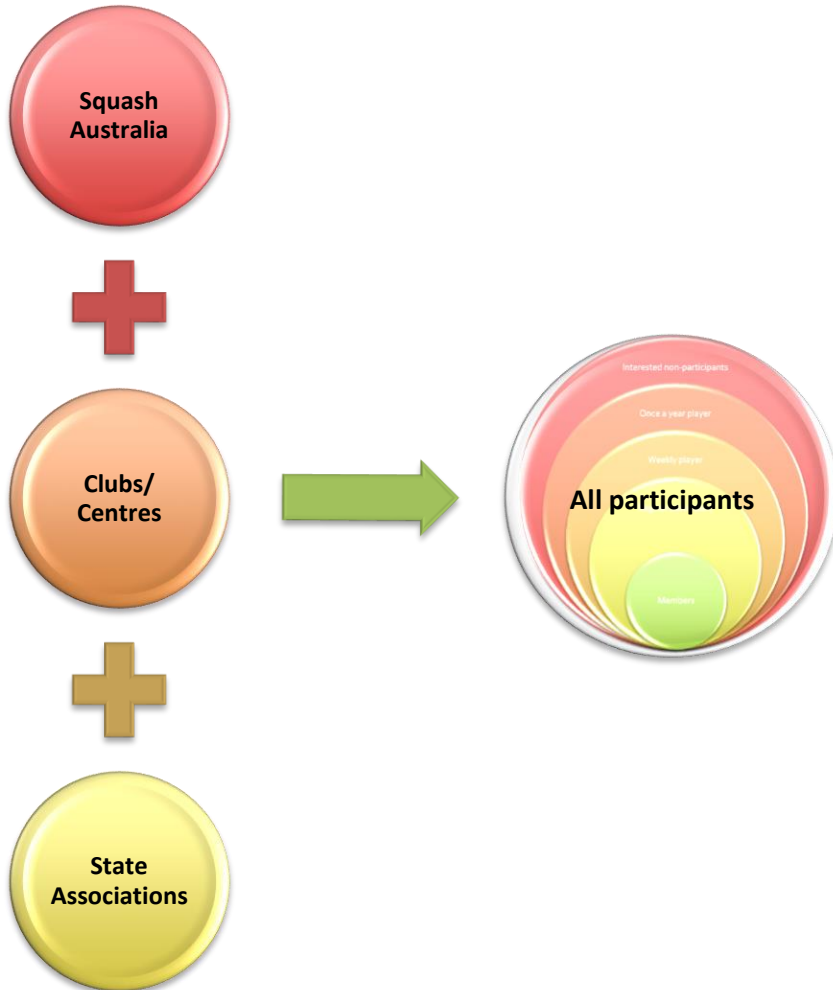 Squash
Australia
Clubs/
Centres
State
Associations
Interested non-participants
Once a year player
Weekly player
All participants
Members